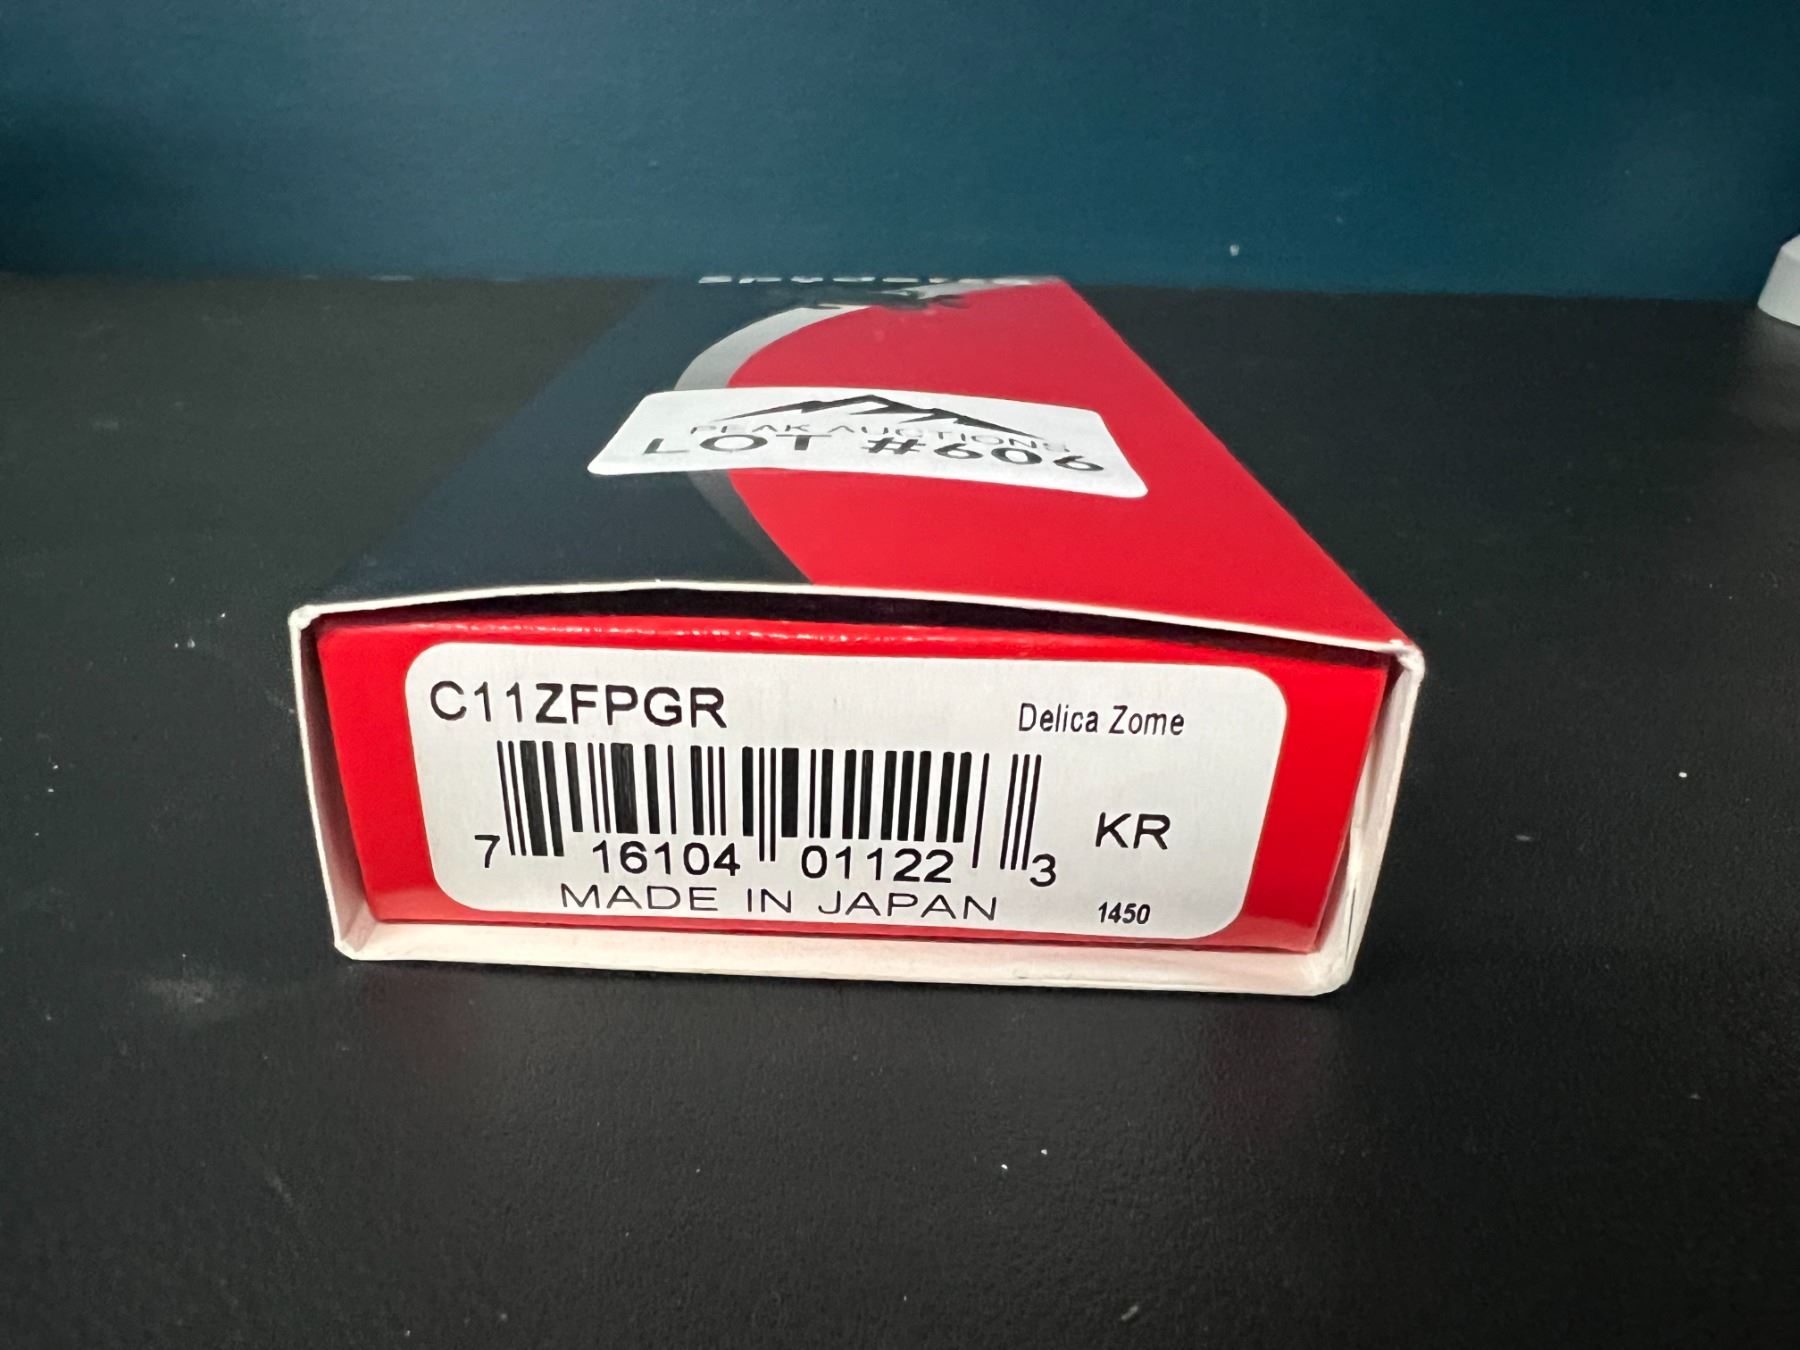 PEAK AUCTIONS
LOT #606
C11ZFPGR
Delica Zome
KR
7 16104 01122 3
MADE IN JAPAN
1450